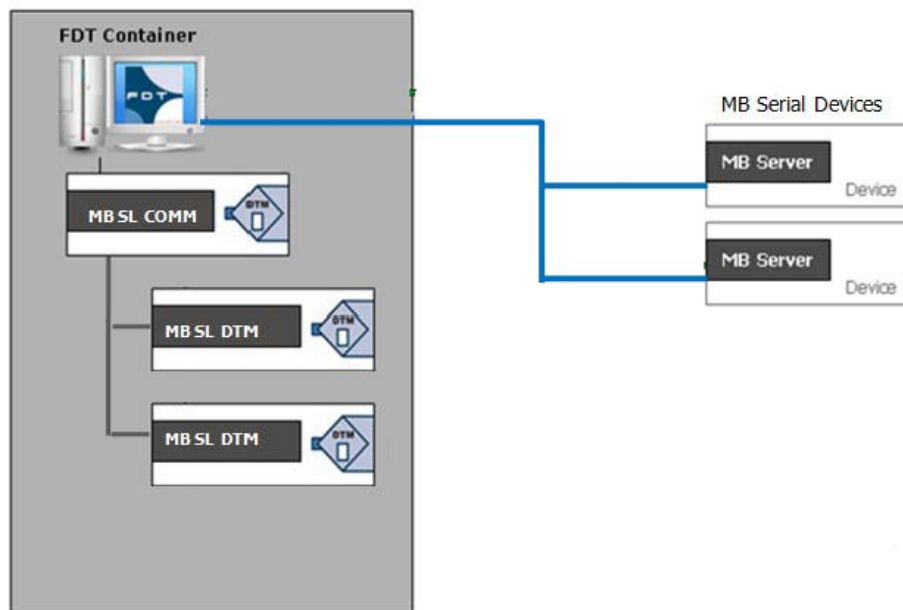 FDT Container
FDT
MB Serial Devices
MB Server
Device
MB SL COMM
DTM
MB Server
Device
MB SL DTM
DTM
MB SL DTM
DTM